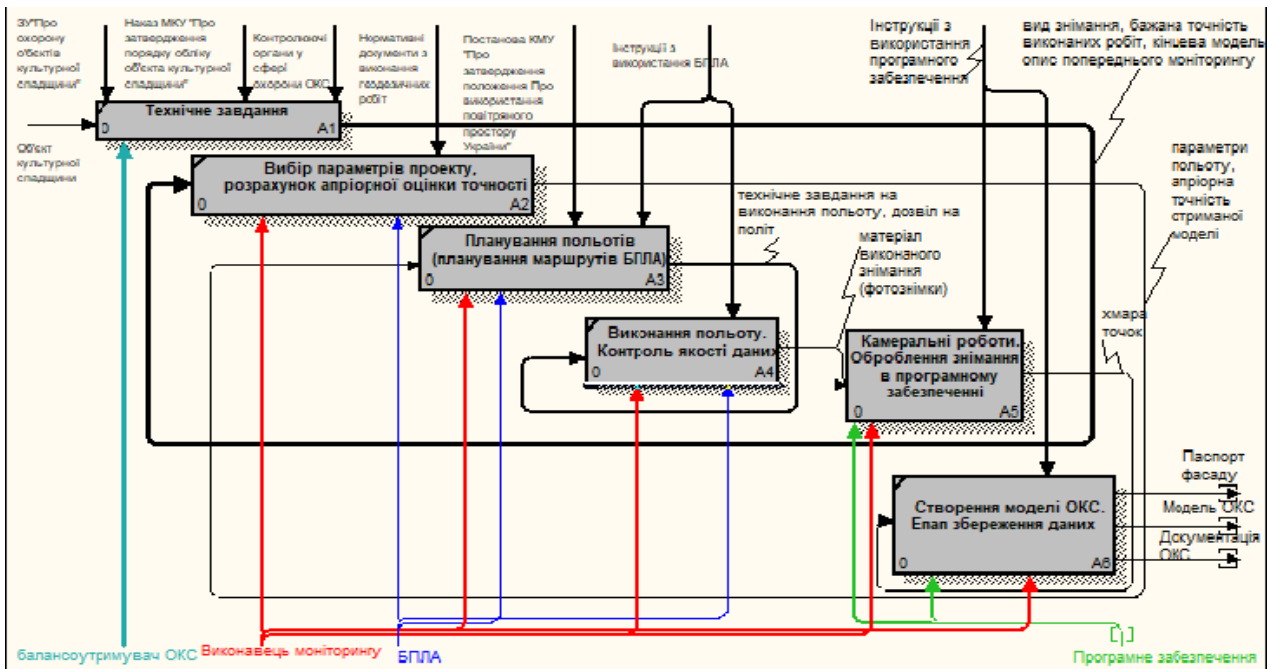 ЗУ"Про
охорону
об'єктів
культурної
спадщини"
Наказ МКУ "Про
затвердження
порядку обліку
об'єкта культурної
спадщини"
Контролюючі
органи у
сфері
охорони ОКС
Нормативні
документи з
виконання
геодезичних
робіт
Постанова КМУ
"Про
затвердження
положення Про
використання
повітряного
простору
України"
Інструкції з
використання БПЛА
Інструкції з
використання
програмного
забезпечення
вид знімання, бажана точність
виконаних робіт, кінцева модель
опис попереднього моніторингу
Технічне завдання
0
A1
Об'єкт
культурної
спадщини
Вибір параметрів проекту,
розрахунок апріорної оцінки точності
0
A2
параметри
польоту,
апріорна
точність
стриманої
моделі
технічне завдання на
виконання польоту, дозвіл на
політ
Планування польотів
(планування маршрутів БПЛА)
0
A3
матеріал
виконаного
знімання
(фотознімки)
хмара
точок
Виконання польоту.
Контроль якості даних
0
A4
Камеральні роботи.
Оброблення знімання
в програмному
забезпеченні
0
A5
Створення моделі ОКС.
Епап збереження даних
0
A6
Паспорт
фасаду
Модель ОКС
Документація
ОКС
балансоутримувач ОКС
Виконавець моніторингу
БПЛА
Програмне забезпечення